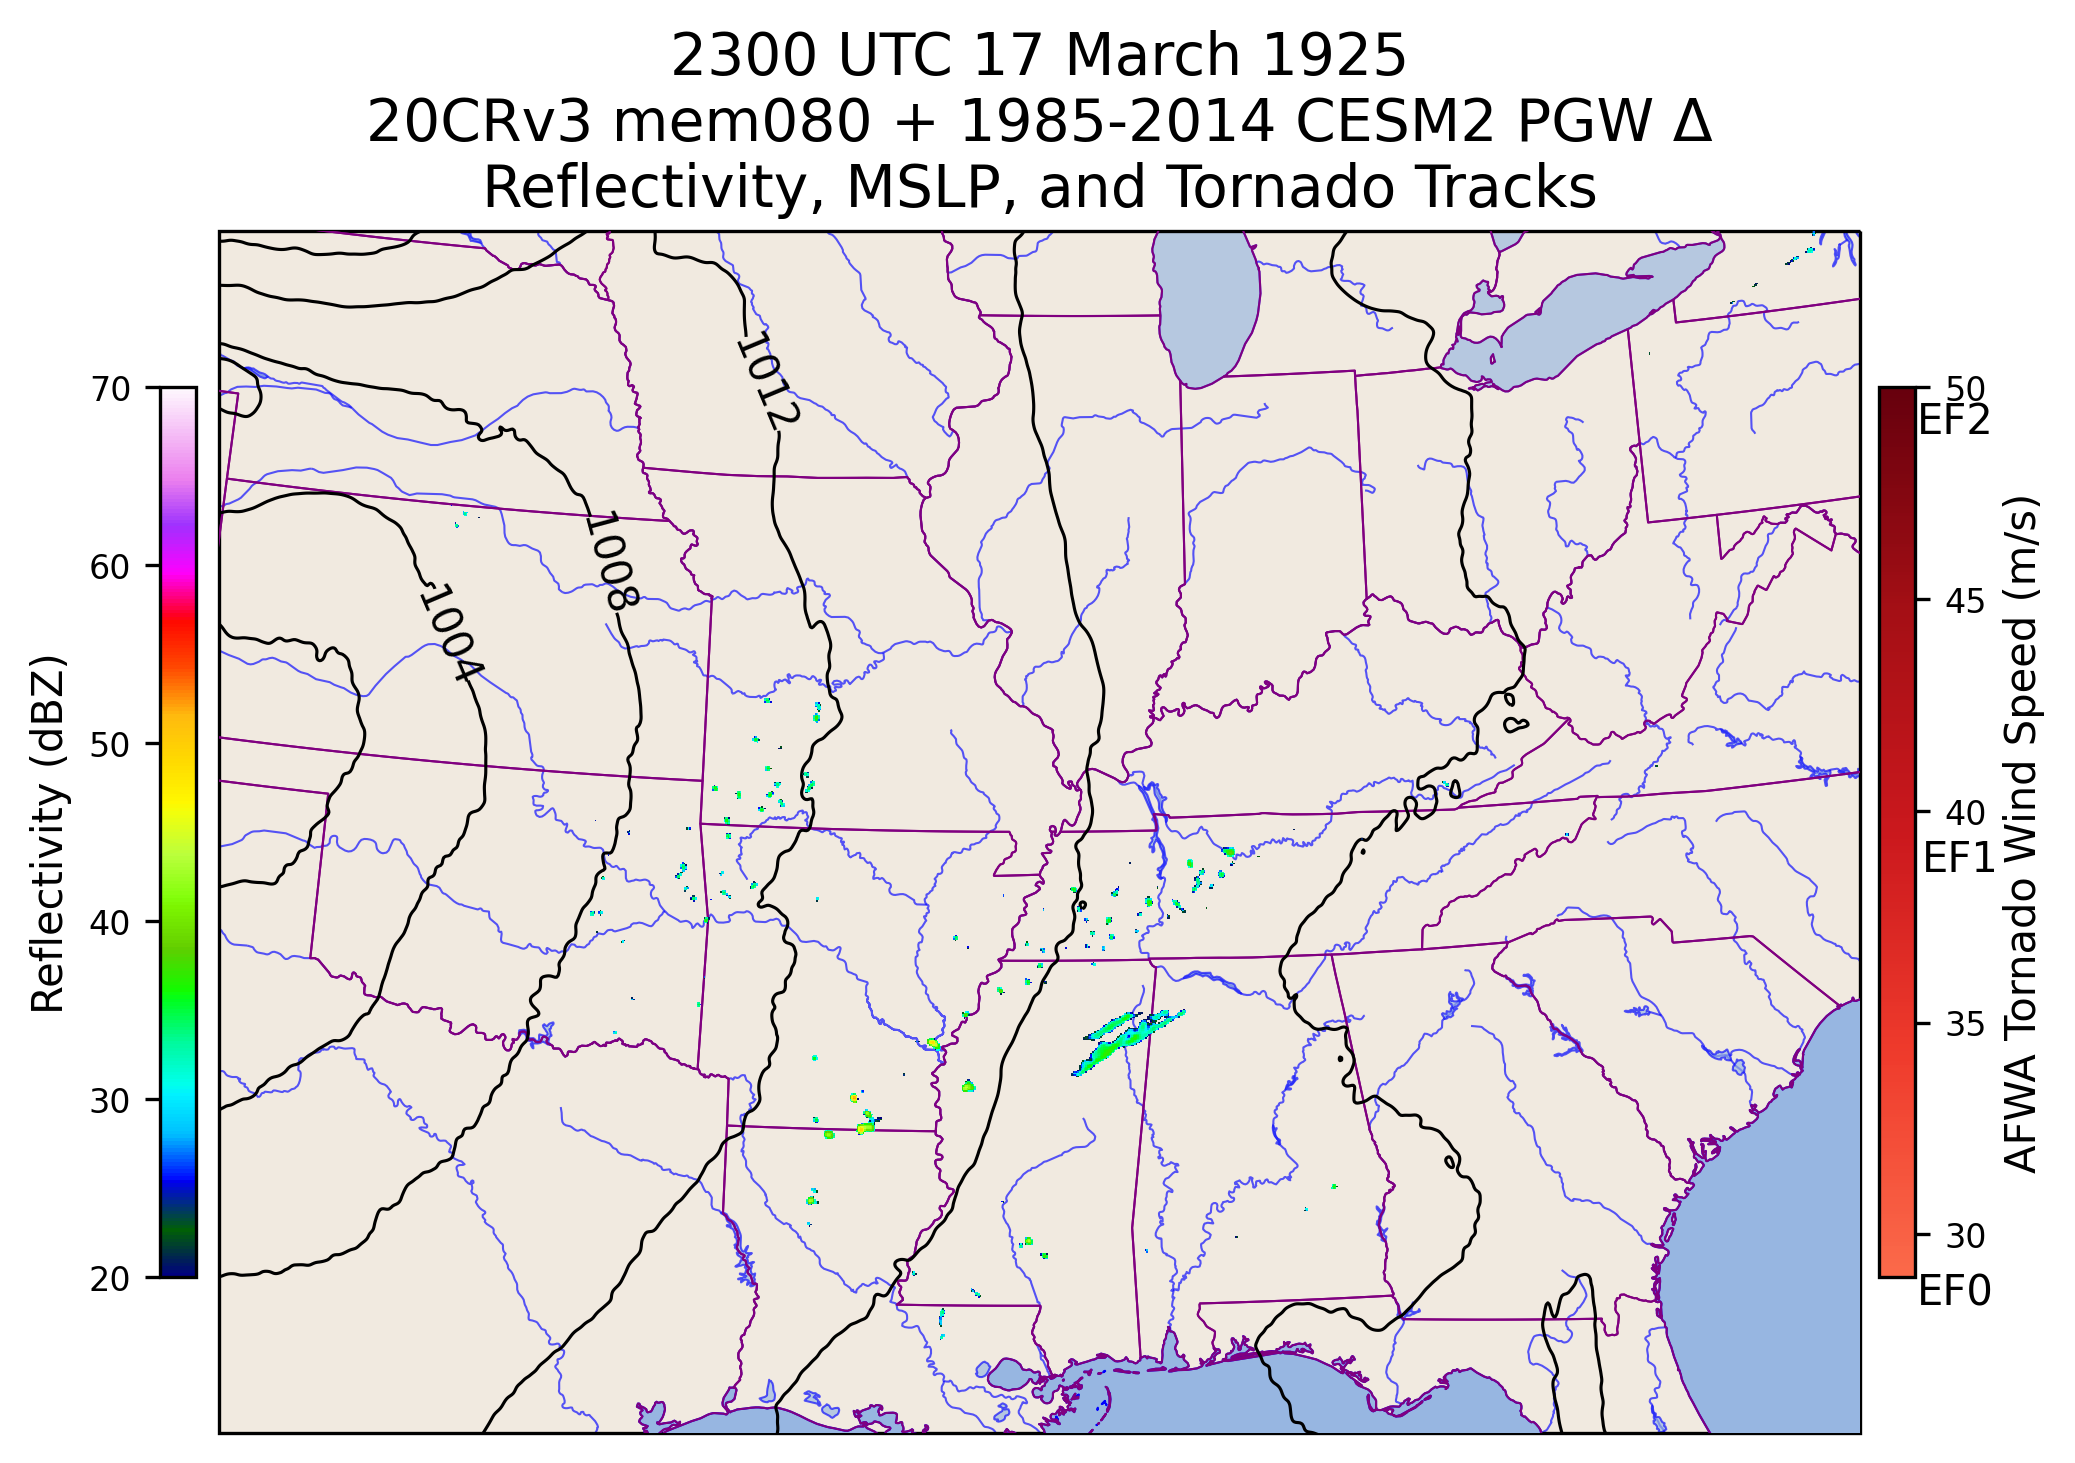 2300 UTC 17 March 1925
20CRv3 mem080 + 1985-2014 CESM2 PGW Δ
Reflectivity, MSLP, and Tornado Tracks
Reflectivity (dBZ)
70
60
50
40
30
20
1012
1008
1004
50
EF2
45
40
EF1
35
30
EF0
AFWA Tornado Wind Speed (m/s)